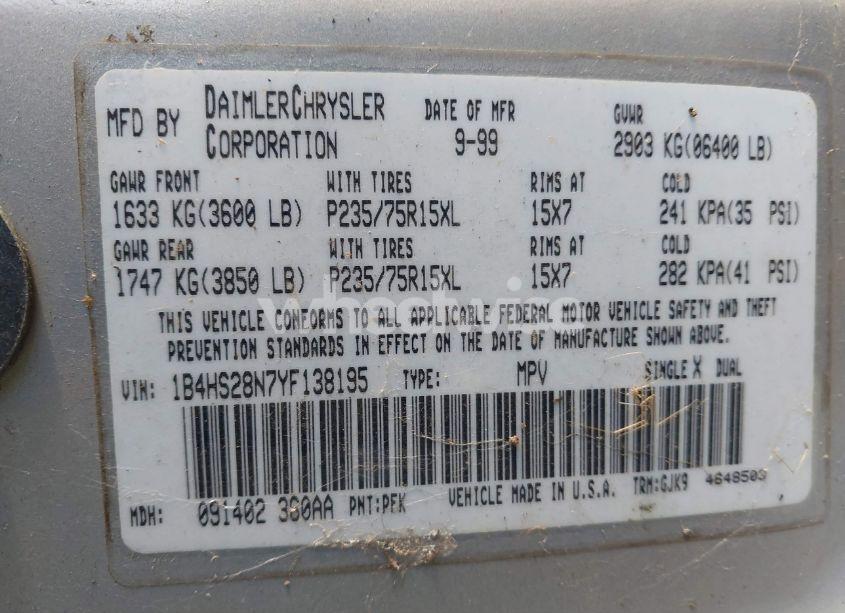 MFD BY DAIMLERCHRYSLER CORPORATION DATE OF MFR 9-99 GVWR 2903 KG(06400 LB)
GAWR FRONT WITH TIRES RIMS AT COLD
1633 KG(3600 LB) P235/75R15XL 15X7 241 KPA(35 PSI)
GAWR REAR WITH TIRES RIMS AT COLD
1747 KG(3850 LB) P235/75R15XL 15X7 282 KPA(41 PSI)
wheelwise
THIS VEHICLE CONFORMS TO ALL APPLICABLE FEDERAL MOTOR VEHICLE SAFETY AND THEFT
PREVENTION STANDARDS IN EFFECT ON THE DATE OF MANUFACTURE SHOWN ABOVE.
VIN: 1B4HS28N7YF138195 TYPE: MPV SINGLE X DUAL
MDH: 091402 360AA PNT:PFK VEHICLE MADE IN U.S.A. TRM:GJK9 4648503